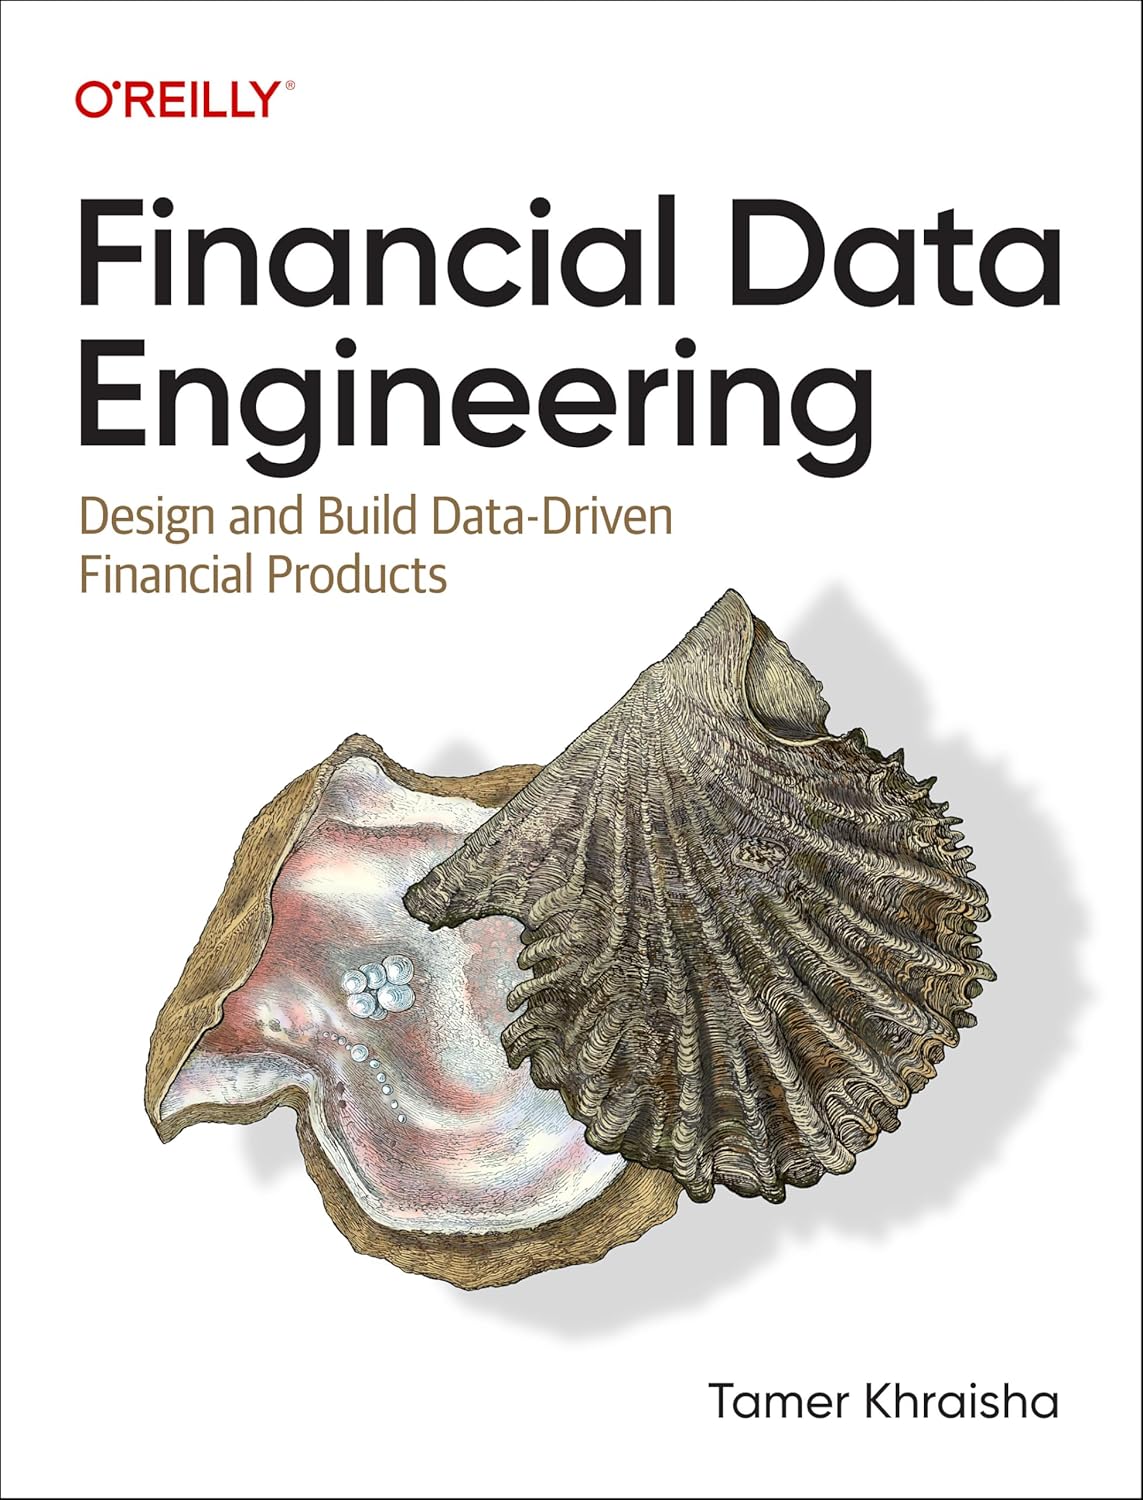 O'REILLY®
Financial Data
Engineering
Design and Build Data-Driven
Financial Products
Tamer Khraisha